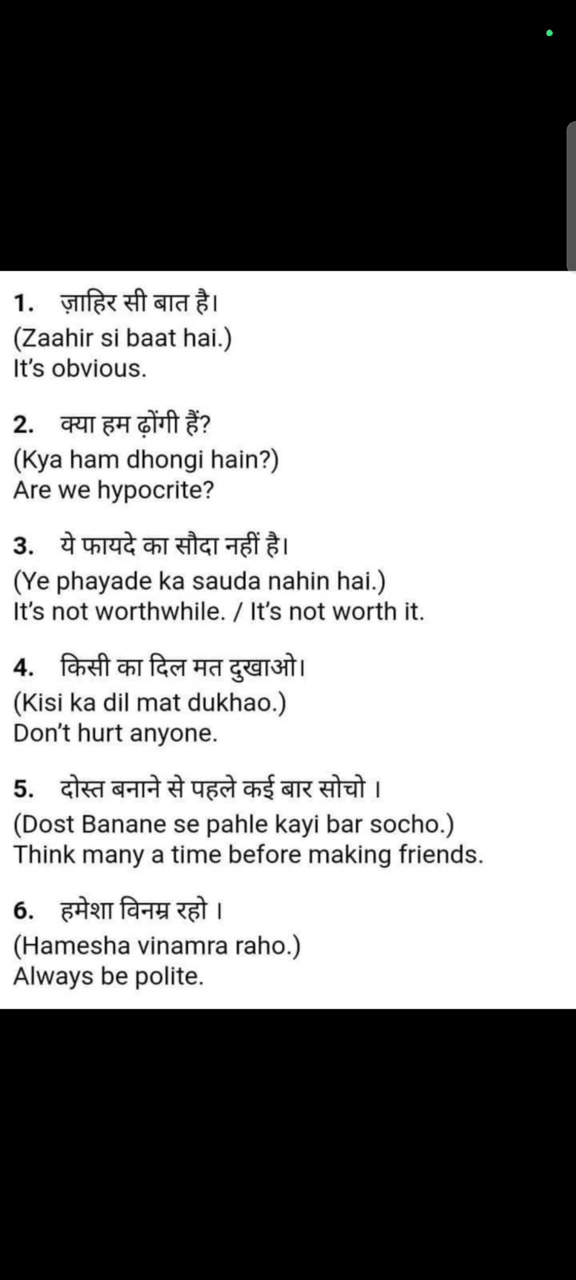 1. ज़ाहिर सी बात है।
(Zaahir si baat hai.)
It's obvious.
2. क्या हम ढ़ोंगी हैं?
(Kya ham dhongi hain?)
Are we hypocrite?
3. ये फायदे का सौदा नहीं है।
(Ye phayade ka sauda nahin hai.)
It's not worthwhile. / It's not worth it.
4. किसी का दिल मत दुखाओ।
(Kisi ka dil mat dukhao.)
Don't hurt anyone.
5. दोस्त बनाने से पहले कई बार सोचो ।
(Dost Banane se pahle kayi bar socho.)
Think many a time before making friends.
6. हमेशा विनम्र रहो ।
(Hamesha vinamra raho.)
Always be polite.